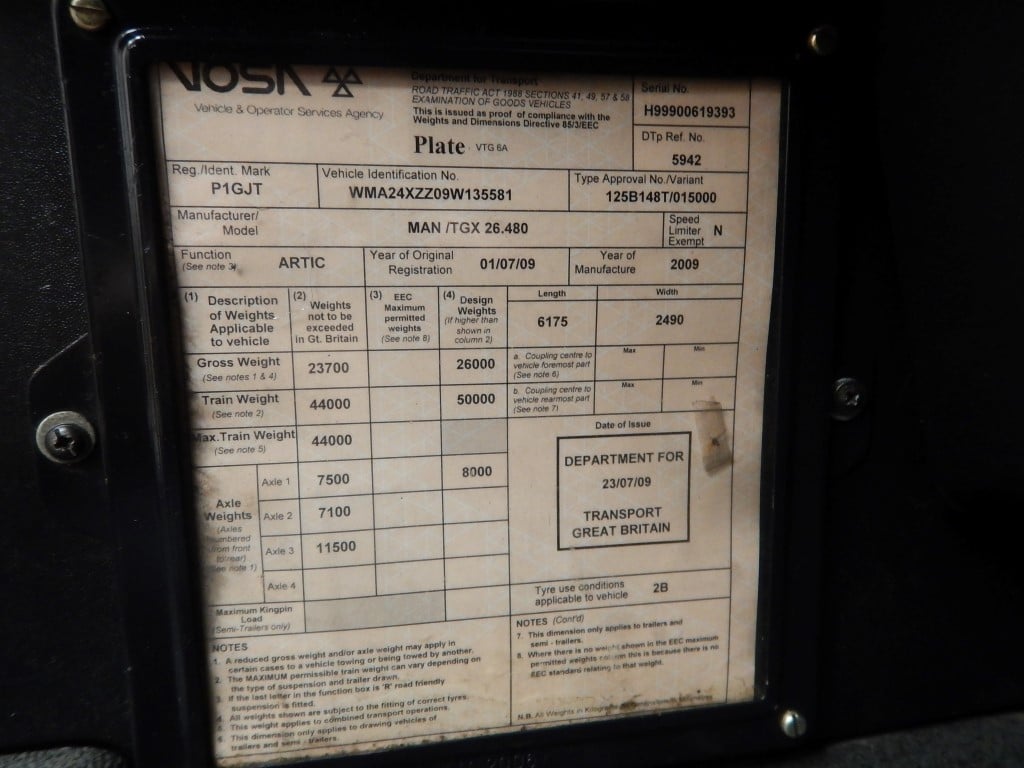 VOSA
Vehicle & Operator Services Agency
Department for Transport
ROAD TRAFFIC ACT 1988 SECTIONS 41, 49, 57 & 58
EXAMINATION OF GOODS VEHICLES
This is issued as proof of compliance with the
Weights and Dimensions Directive 85/3/EEC
Plate VTG 6A
Serial No.
H99900619393
DTp Ref. No.
5942
Reg./Ident. Mark
P1GJT
Vehicle Identification No.
WMA24XZZ09W135581
Type Approval No./Variant
125B148T/015000
Manufacturer/
Model
MAN /TGX 26.480
Speed
Limiter
Exempt
N
Function
(See note 3)
ARTIC
Year of Original
Registration
01/07/09
Year of
Manufacture
2009
(1) Description
of Weights
Applicable
to vehicle
(2) Weights
not to be
exceeded
in Gt. Britain
(3) EEC
Maximum
permitted
weights
(See note 8)
(4) Design
Weights
(If higher than
shown in
column 2)
Length
6175
Width
2490
Gross Weight
(See notes 1 & 4)
23700
26000
a. Coupling centre to
vehicle foremost part
(See note 6)
Max
Min
Train Weight
(See note 2)
44000
50000
b. Coupling centre to
vehicle rearmost part
(See note 7)
Max
Min
Max.Train Weight
(See note 5)
44000
Axle
Weights
(Axles
numbered
from front
to rear)
(See note 1)
Axle 1
7500
8000
Axle 2
7100
Axle 3
11500
Axle 4
Maximum Kingpin
Load
(Semi-Trailers only)
Date of Issue
DEPARTMENT FOR
23/07/09
TRANSPORT
GREAT BRITAIN
Tyre use conditions
applicable to vehicle
2B
NOTES
1. A reduced gross weight and/or axle weight may apply in
certain cases to a vehicle towing or being towed by another.
2. The MAXIMUM permissible train weight can vary depending on
the type of suspension and trailer drawn.
3. If the last letter in the function box is 'R' road friendly
suspension is fitted.
4. All weights shown are subject to the fitting of correct tyres.
5. This weight applies to combined transport operations.
6. This dimension only applies to drawing vehicles of
trailers and semi - trailers.
NOTES (Cont'd)
7. This dimension only applies to trailers and
semi - trailers.
8. Where there is no weight shown in the EEC maximum
permitted weights column this is because there is no
EEC standard relating to that weight.
N.B. All Weights in Kilograms